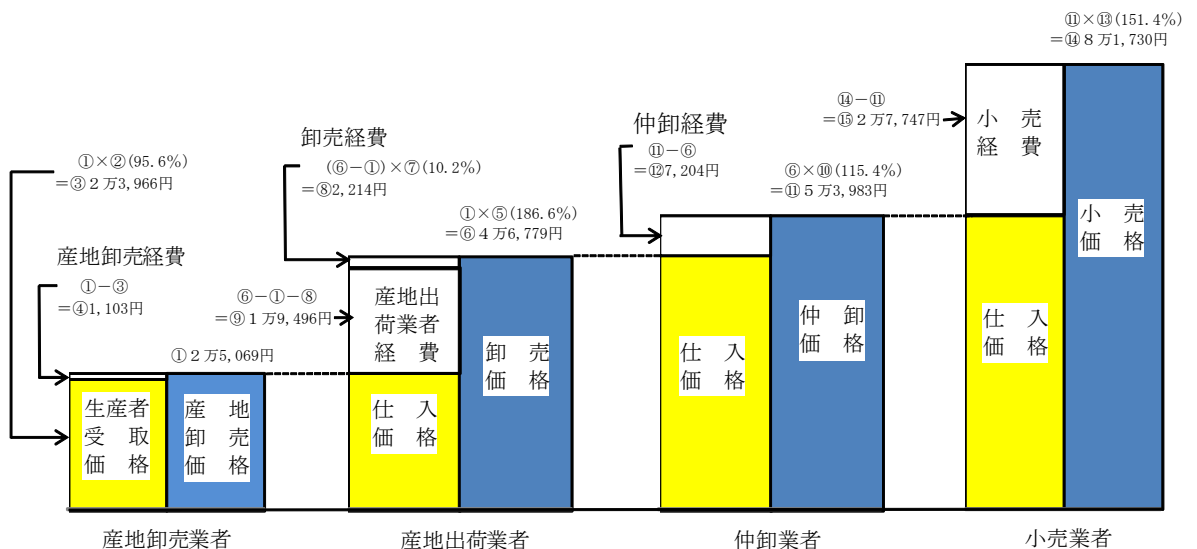 ⑪×⑬(151.4%)
＝⑭８万1,730円
⑭－⑪
＝⑮２万7,747円
小　売
経　費
仲卸経費
⑪－⑥
＝⑫7,204円
卸売経費
(⑥－①)×⑦(10.2%)
＝⑧2,214円
①×②(95.6%)
＝③２万3,966円
⑥×⑩(115.4%)
＝⑪５万3,983円
①×⑤(186.6%)
＝⑥４万6,779円
小　売
価　格
産地卸売経費
①－③
＝④1,103円
⑥－①－⑧
＝⑨１万9,496円
産地出
荷業者
経　費
仲　卸
価　格
仕　入
価　格
卸　売
価　格
仕　入
価　格
①２万5,069円
生産者
受　取
価　格
産　地
卸　売
価　格
仕　入
価　格
産地卸売業者
産地出荷業者
仲卸業者
小売業者